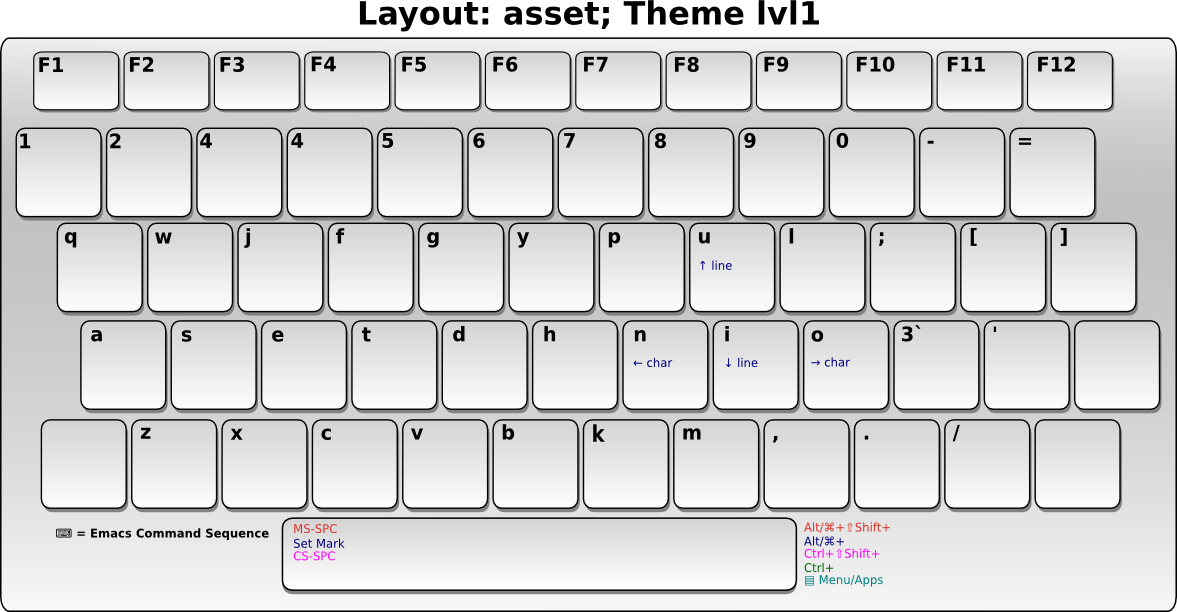 Layout: asset; Theme lvl1
F1 F2 F3 F4 F5 F6 F7 F8 F9 F10 F11 F12
1 2 4 4 5 6 7 8 9 0 - =
q w j f g y p u l ; [ ]
↑ line
a s e t d h n i o 3` '
← char ↓ line → char
z x c v b k m , . /
⌨ = Emacs Command Sequence
MS-SPC
Set Mark
CS-SPC
Alt/⌘+⇧Shift+
Alt/⌘+
Ctrl+⇧Shift+
Ctrl+
▤ Menu/Apps